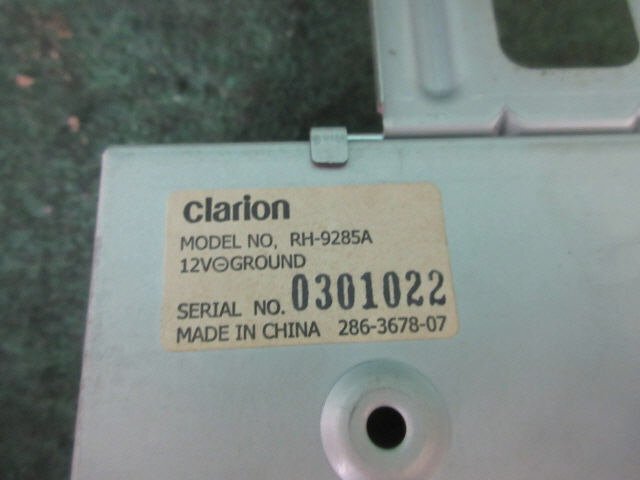 clarion
MODEL NO, RH-9285A
12V⊖GROUND
SERIAL NO. 0301022
MADE IN CHINA 286-3678-07